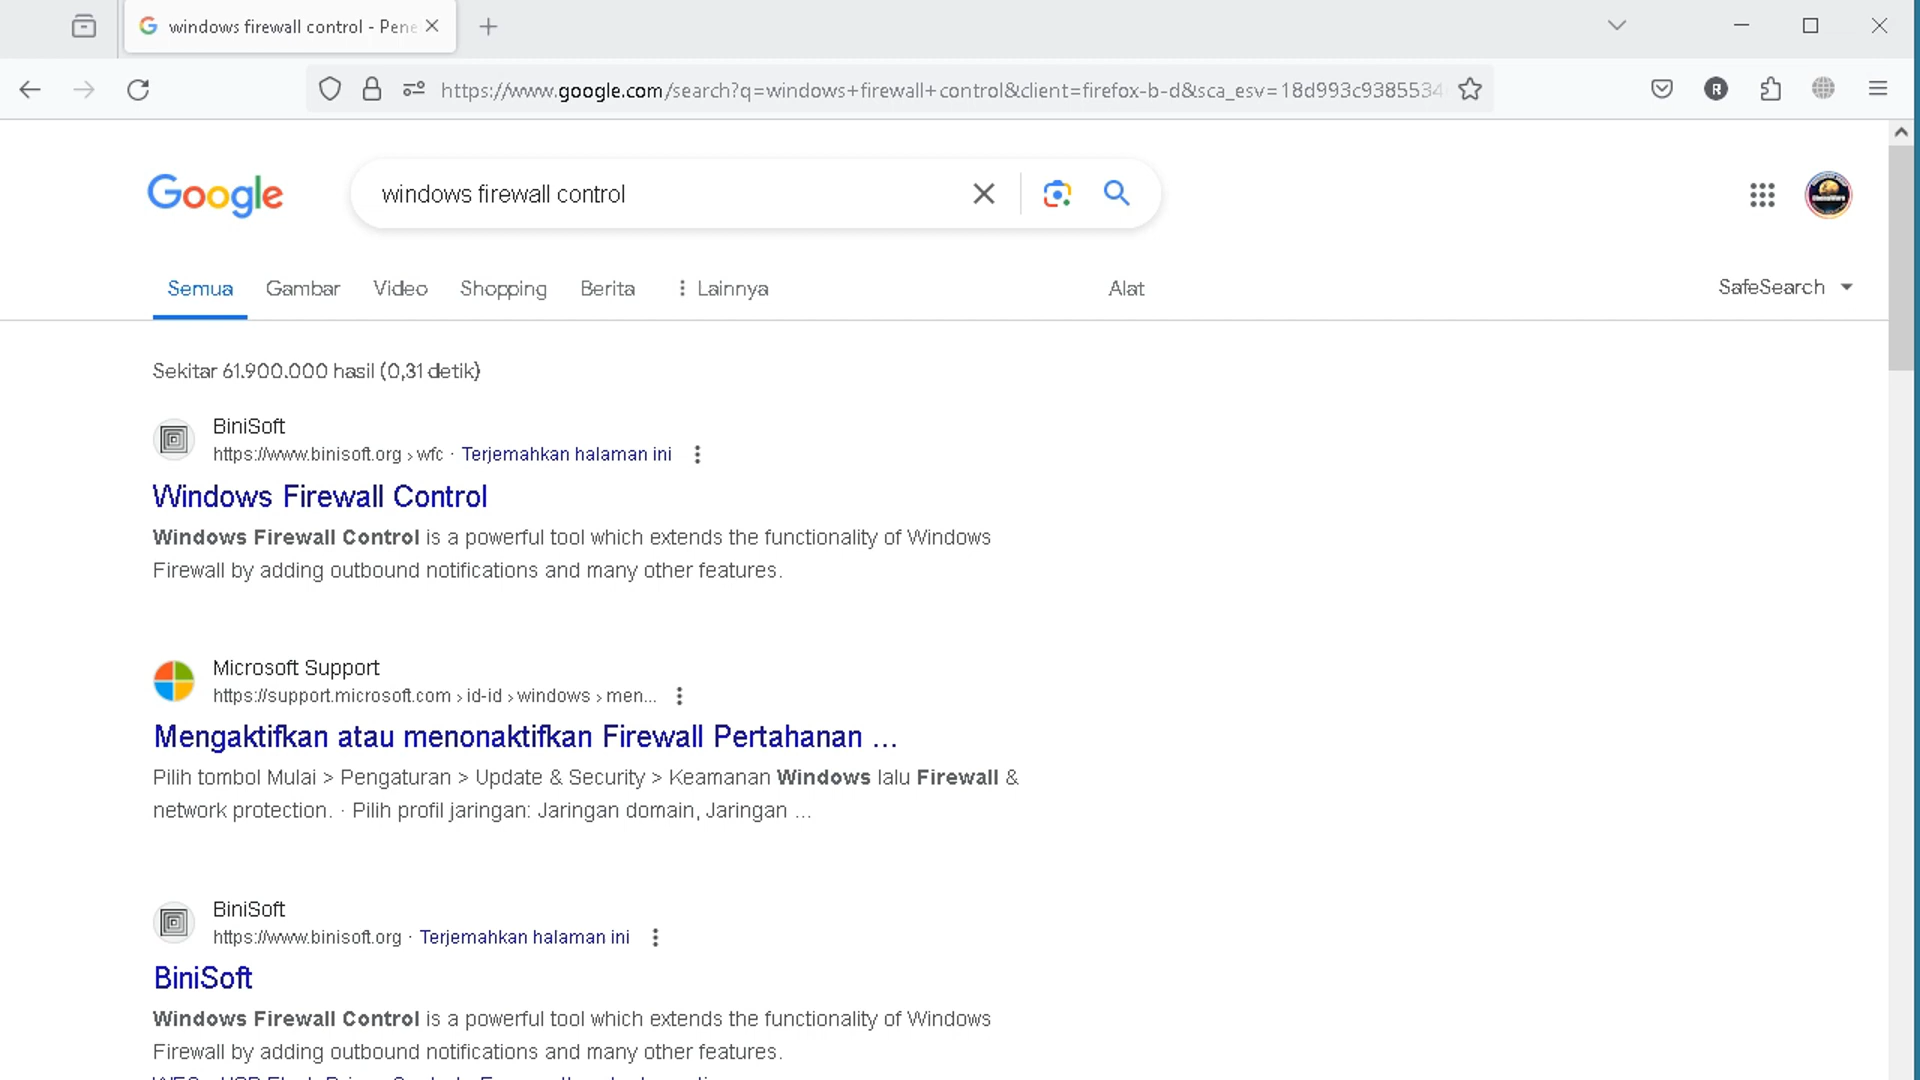 windows firewall control - Pene
https://www.google.com/search?q=windows+firewall+control&client=firefox-b-d&sca_esv=18d993c9385534
R
Google
windows firewall control
Semua Gambar Video Shopping Berita Lainnya Alat SafeSearch
Sekitar 61.900.000 hasil (0,31 detik)
BiniSoft
https://www.binisoft.org › wfc · Terjemahkan halaman ini
Windows Firewall Control
Windows Firewall Control is a powerful tool which extends the functionality of Windows
Firewall by adding outbound notifications and many other features.
Microsoft Support
https://support.microsoft.com › id-id › windows › men...
Mengaktifkan atau menonaktifkan Firewall Pertahanan ...
Pilih tombol Mulai > Pengaturan > Update & Security > Keamanan Windows lalu Firewall &
network protection. · Pilih profil jaringan: Jaringan domain, Jaringan ...
BiniSoft
https://www.binisoft.org · Terjemahkan halaman ini
BiniSoft
Windows Firewall Control is a powerful tool which extends the functionality of Windows
Firewall by adding outbound notifications and many other features.